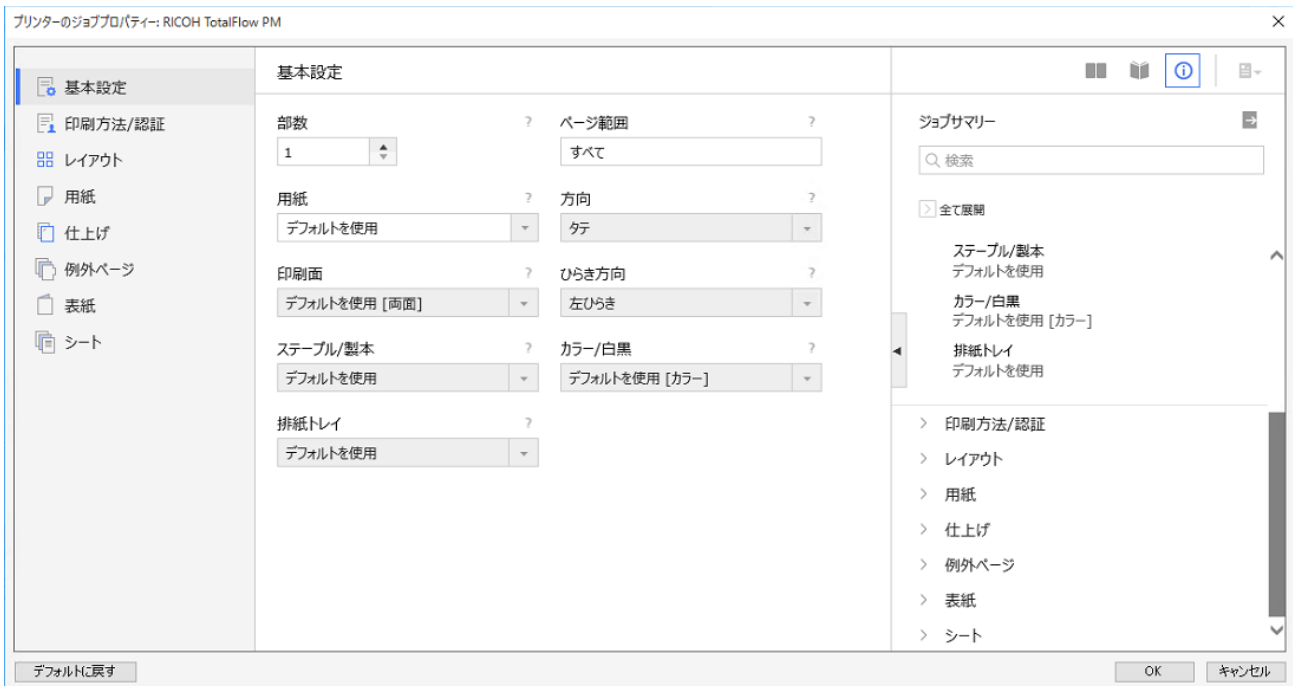 プリンターのジョブプロパティー: RICOH TotalFlow PM
基本設定
印刷方法/認証
レイアウト
用紙
仕上げ
例外ページ
表紙
シート
基本設定
部数 ?
1
ページ範囲 ?
すべて
用紙 ?
デフォルトを使用
方向 ?
タテ
印刷面 ?
デフォルトを使用 [両面]
ひらき方向 ?
左ひらき
ステープル/製本 ?
デフォルトを使用
カラー/白黒 ?
デフォルトを使用 [カラー]
排紙トレイ ?
デフォルトを使用
ジョブサマリー
検索
全て展開
ステープル/製本
デフォルトを使用
カラー/白黒
デフォルトを使用 [カラー]
排紙トレイ
デフォルトを使用
印刷方法/認証
レイアウト
用紙
仕上げ
例外ページ
表紙
シート
デフォルトに戻す
OK
キャンセル